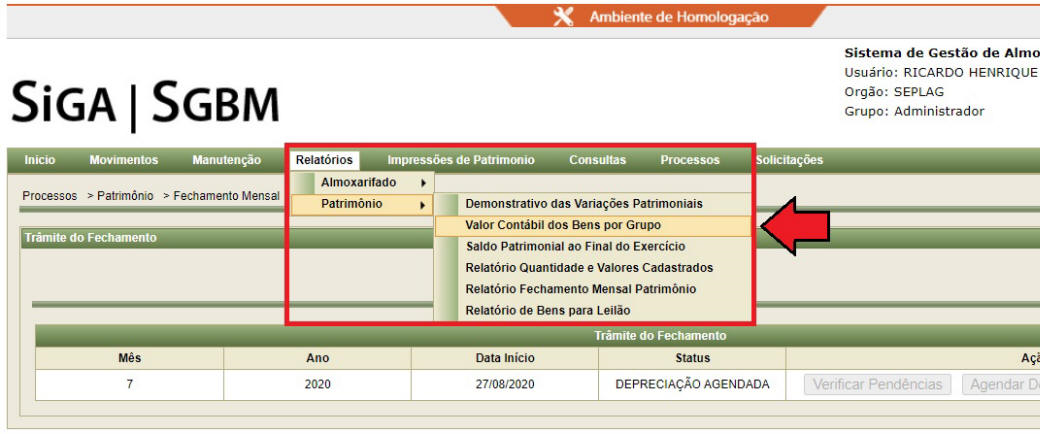 Ambiente de Homologação
Sistema de Gestão de Almo
Usuário: RICARDO HENRIQUE
Orgão: SEPLAG
Grupo: Administrador
SiGA | SGBM
Inicio Movimentos Manutenção Relatórios Impressões de Patrimonio Consultas Processos Solicitações
Almoxarifado
Processos > Patrimônio > Fechamento Mensal
Patrimônio
Demonstrativo das Variações Patrimoniais
Valor Contábil dos Bens por Grupo
Trâmite do Fechamento
Saldo Patrimonial ao Final do Exercício
Relatório Quantidade e Valores Cadastrados
Relatório Fechamento Mensal Patrimônio
Relatório de Bens para Leilão
Trâmite do Fechamento
Mês Ano Data Início Status Açã
7 2020 27/08/2020 DEPRECIAÇÃO AGENDADA Verificar Pendências Agendar De